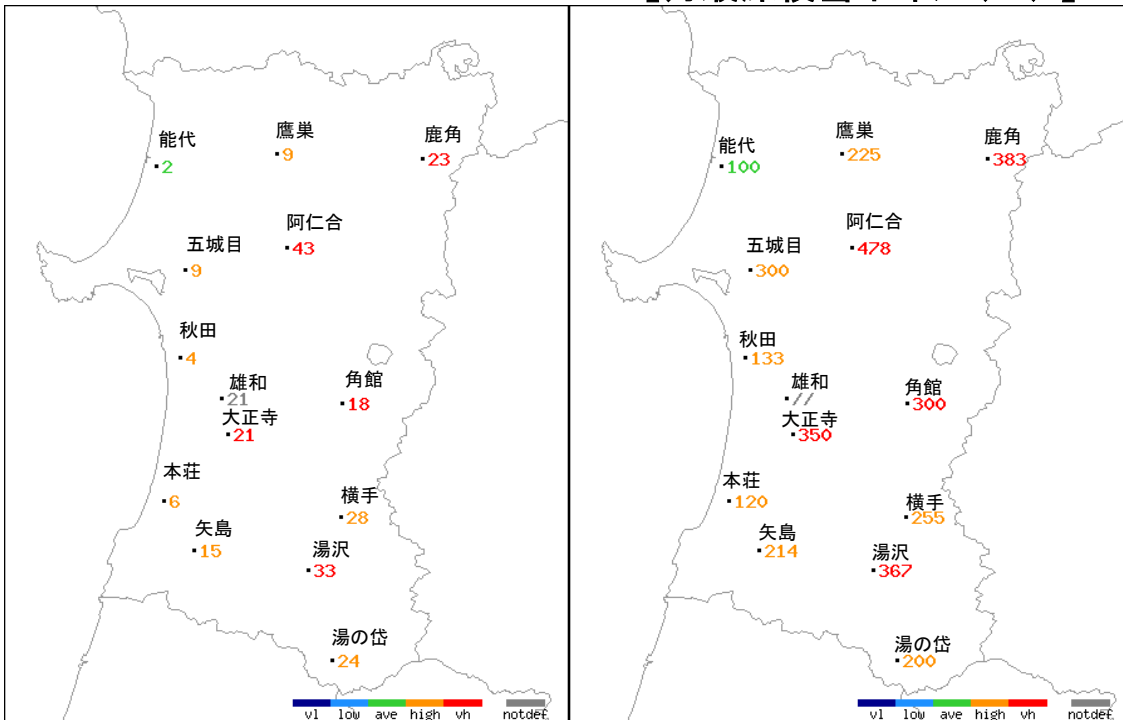 能代
2
鷹巣
9
鹿角
23
阿仁合
43
五城目
9
秋田
4
雄和
21
角館
18
大正寺
21
本荘
6
横手
28
矢島
15
湯沢
33
湯の岱
24
vl low ave high vh notdef
能代
100
鷹巣
225
鹿角
383
阿仁合
478
五城目
300
秋田
133
雄和
//
角館
300
大正寺
350
本荘
120
横手
255
矢島
214
湯沢
367
湯の岱
200
vl low ave high vh notdef